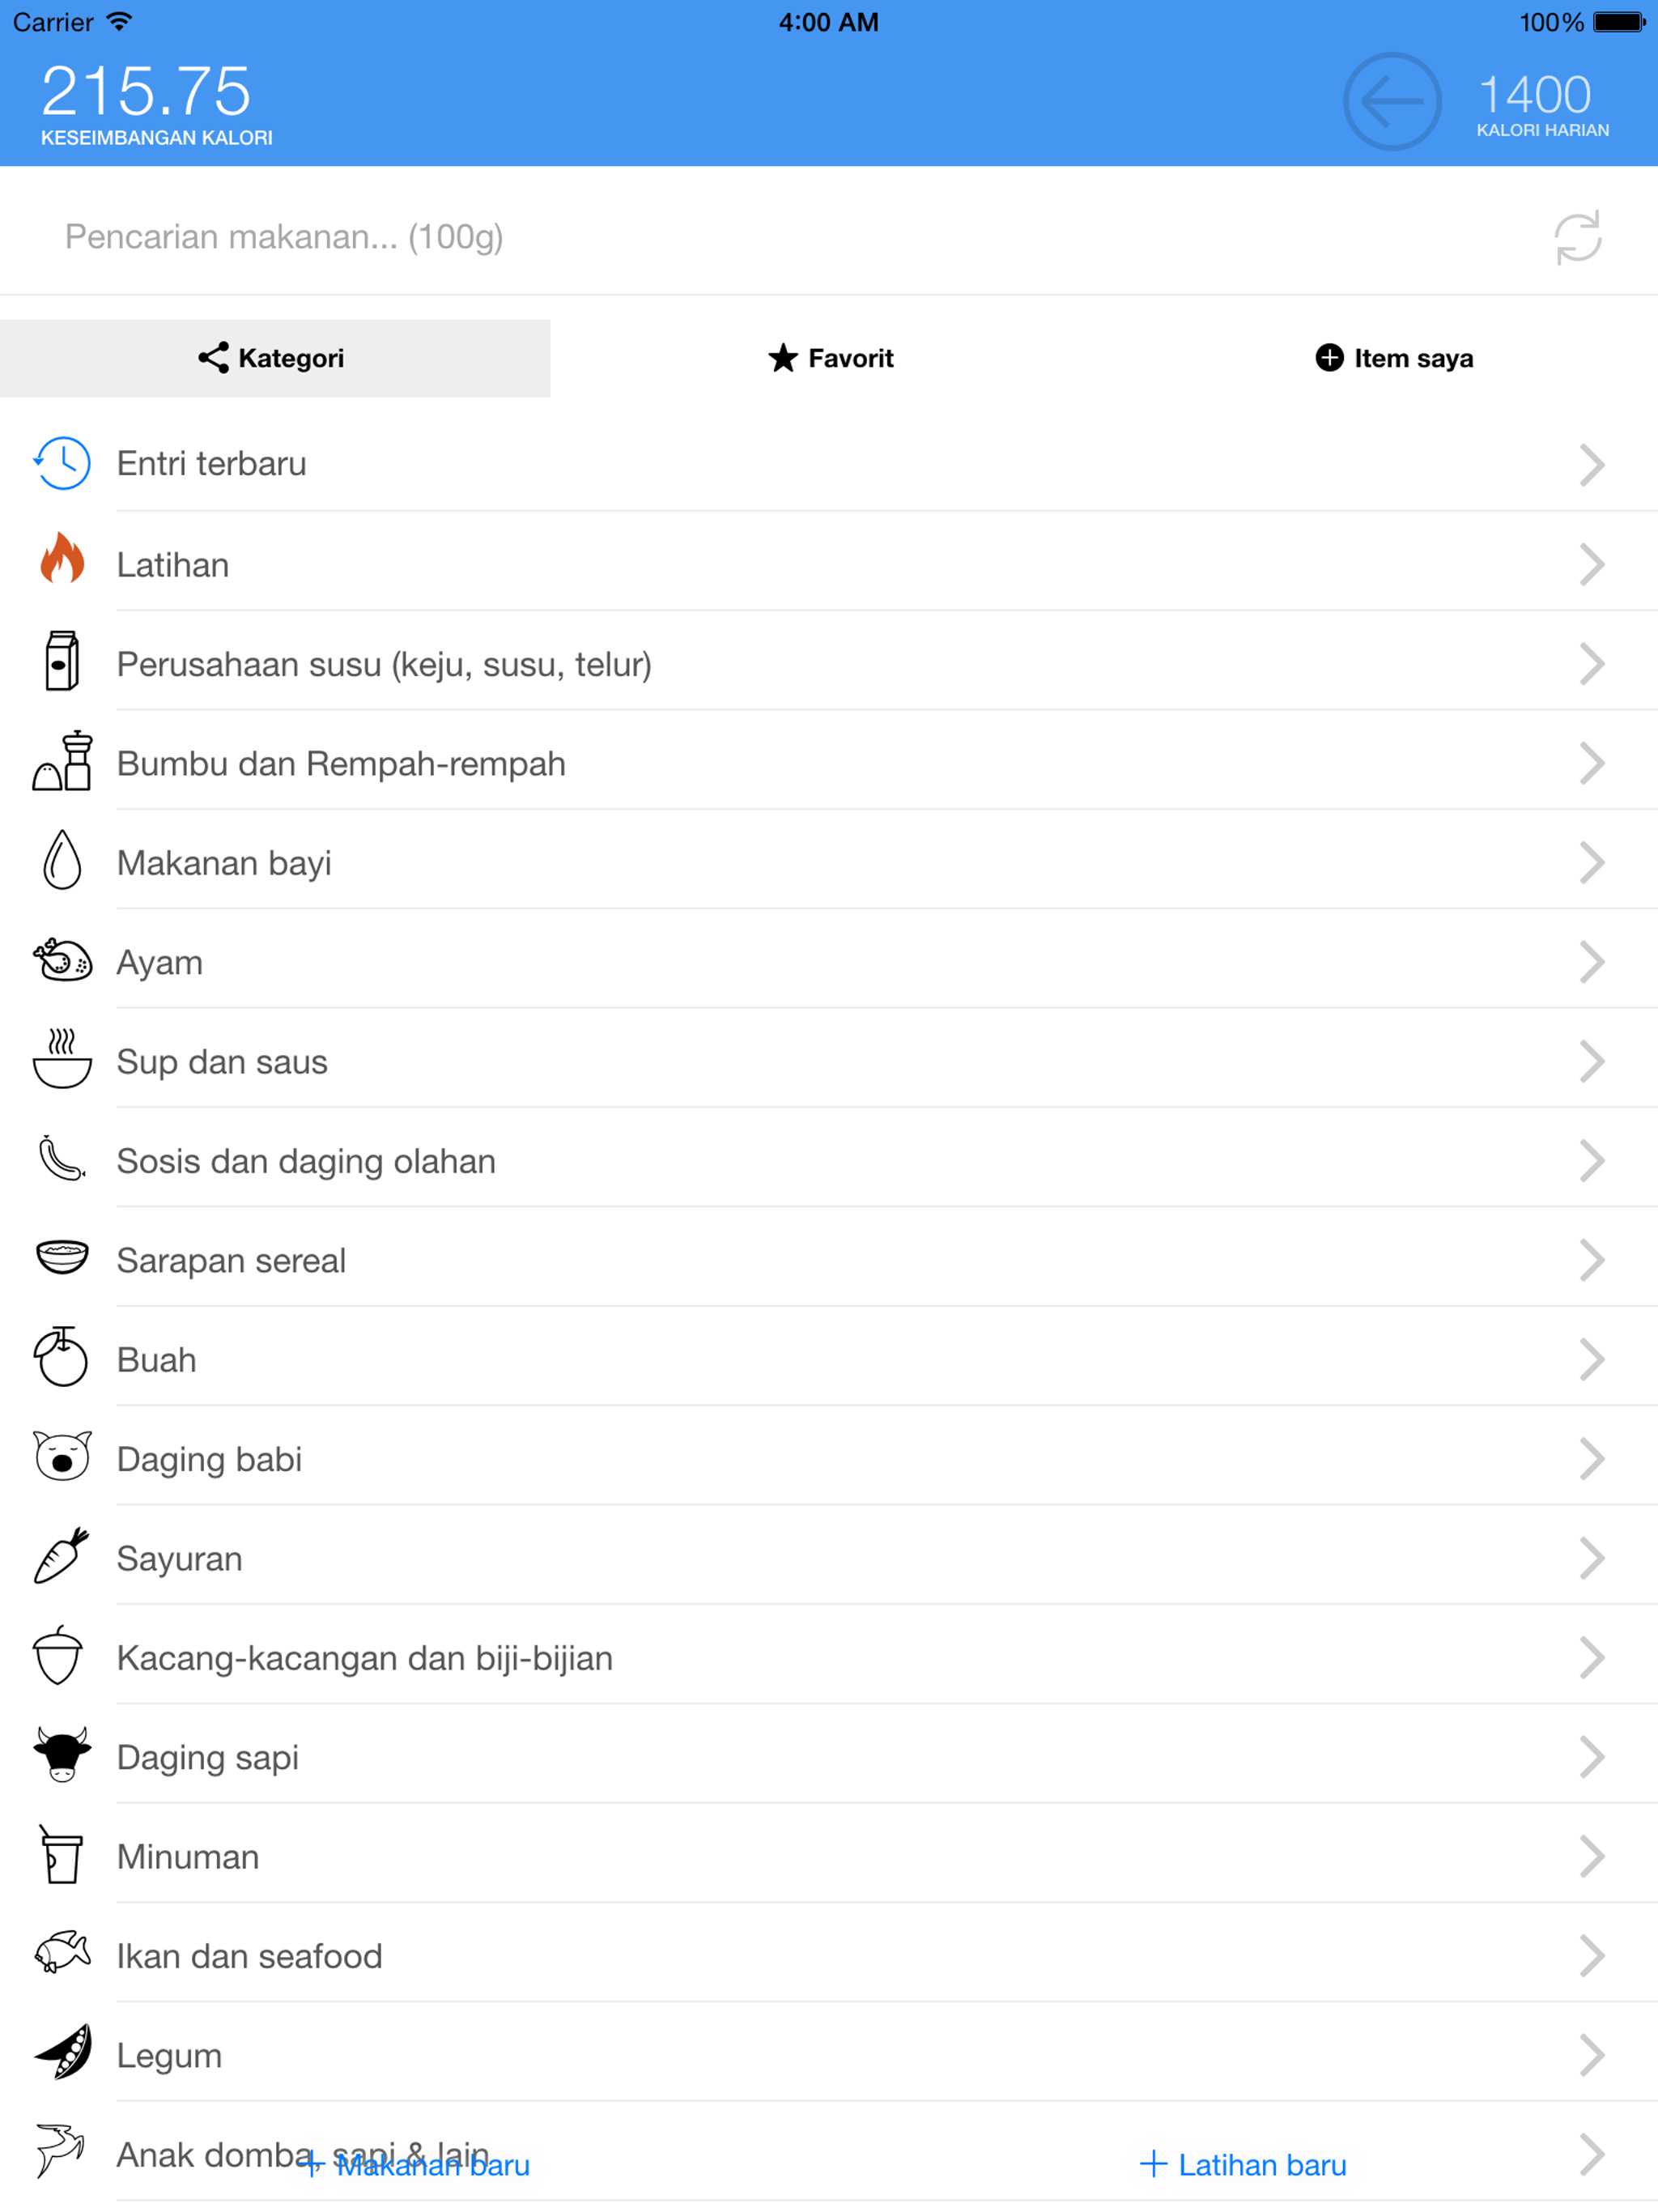 Carrier 4:00 AM 100%
215.75
KESEIMBANGAN KALORI
1400
KALORI HARIAN
Pencarian makanan... (100g)
Kategori Favorit Item saya
Entri terbaru
Latihan
Perusahaan susu (keju, susu, telur)
Bumbu dan Rempah-rempah
Makanan bayi
Ayam
Sup dan saus
Sosis dan daging olahan
Sarapan sereal
Buah
Daging babi
Sayuran
Kacang-kacangan dan biji-bijian
Daging sapi
Minuman
Ikan dan seafood
Legum
Anak domba, sapi & lain
+ Makanan baru + Latihan baru